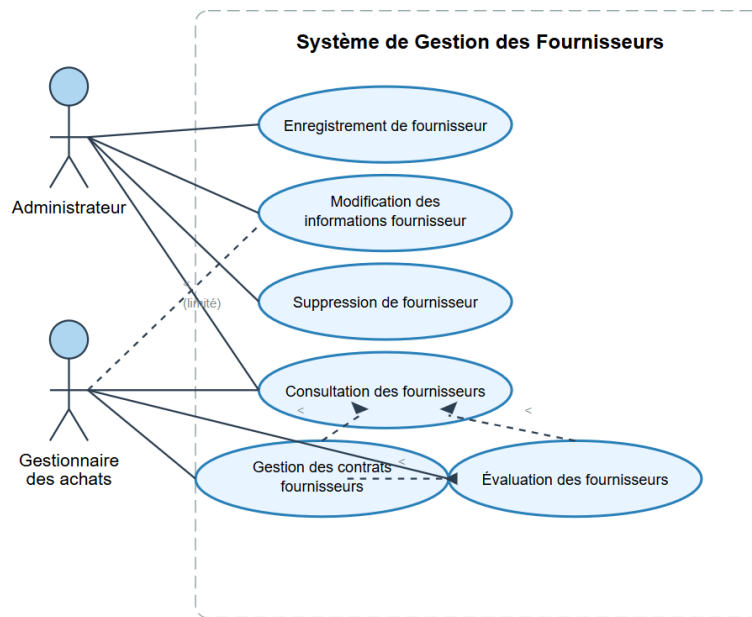 Système de Gestion des Fournisseurs
Enregistrement de fournisseur
Administrateur
Modification des
informations fournisseur
<
(limité)
Suppression de fournisseur
Consultation des fournisseurs
<
<
Gestionnaire
des achats
Gestion des contrats
fournisseurs
<
Évaluation des fournisseurs